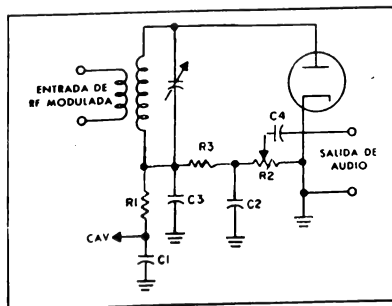 ENTRADA DE
RF MODULADA
C4
R3
SALIDA DE
AUDIO
R2
R1
C3
C2
CAV
C1